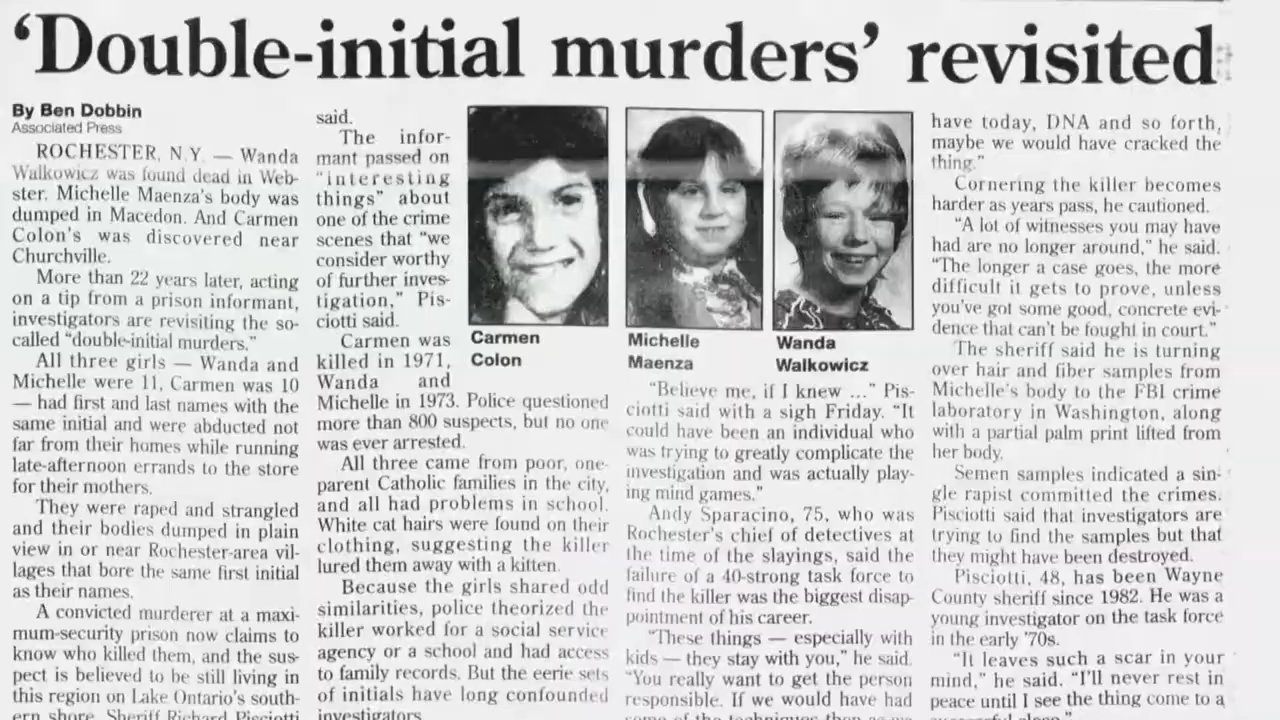 ‘Double-initial murders’ revisited
By Ben Dobbin
Associated Press
ROCHESTER, N.Y. — Wanda
Walkowicz was found dead in Web-
ster. Michelle Maenza's body was
dumped in Macedon. And Carmen
Colon's was discovered near
Churchville.
More than 22 years later, acting
on a tip from a prison informant,
investigators are revisiting the so-
called “double-initial murders.”
All three girls — Wanda and
Michelle were 11, Carmen was 10
— had first and last names with the
same initial and were abducted not
far from their homes while running
late-afternoon errands to the store
for their mothers.
They were raped and strangled
and their bodies dumped in plain
view in or near Rochester-area vil-
lages that bore the same first initial
as their names.
A convicted murderer at a maxi-
mum-security prison now claims to
know who killed them, and the sus-
pect is believed to be still living in
this region on Lake Ontario's south-
ern shore, Sheriff Richard Pisciotti
said.
The infor-
mant passed on
“interesting
things” about
one of the crime
scenes that “we
consider worthy
of further inves-
tigation,” Pis-
ciotti said.
Carmen was
killed in 1971,
Wanda and
Michelle in 1973. Police questioned
more than 800 suspects, but no one
was ever arrested.
All three came from poor, one-
parent Catholic families in the city,
and all had problems in school.
White cat hairs were found on their
clothing, suggesting the killer
lured them away with a kitten.
Because the girls shared odd
similarities, police theorized the
killer worked for a social service
agency or a school and had access
to family records. But the eerie sets
of initials have long confounded
investigators.
Carmen
Colon
Michelle
Maenza
Wanda
Walkowicz
“Believe me, if I knew ...” Pis-
ciotti said with a sigh Friday. “It
could have been an individual who
was trying to greatly complicate the
investigation and was actually play-
ing mind games.”
Andy Sparacino, 75, who was
Rochester's chief of detectives at
the time of the slayings, said the
failure of a 40-strong task force to
find the killer was the biggest disap-
pointment of his career.
“These things — especially with
kids — they stay with you,” he said.
“You really want to get the person
responsible. If we would have had
some of the techniques then as we
have today, DNA and so forth,
maybe we would have cracked the
thing.”
Cornering the killer becomes
harder as years pass, he cautioned.
“A lot of witnesses you may have
had are no longer around,” he said.
“The longer a case goes, the more
difficult it gets to prove, unless
you've got some good, concrete evi-
dence that can't be fought in court.”
The sheriff said he is turning
over hair and fiber samples from
Michelle's body to the FBI crime
laboratory in Washington, along
with a partial palm print lifted from
her body.
Semen samples indicated a sin-
gle rapist committed the crimes.
Pisciotti said that investigators are
trying to find the samples but that
they might have been destroyed.
Pisciotti, 48, has been Wayne
County sheriff since 1982. He was a
young investigator on the task force
in the early '70s.
“It leaves such a scar in your
mind,” he said. “I'll never rest in
peace until I see the thing come to a